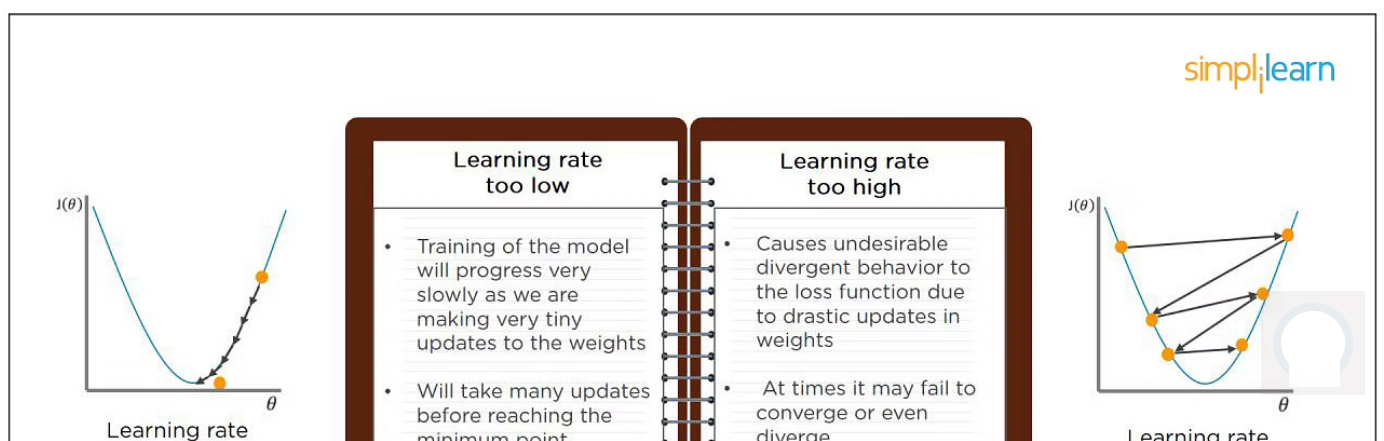 simplilearn
Learning rate
too low
Learning rate
too high
J(θ)
θ
Learning rate
• Training of the model
will progress very
slowly as we are
making very tiny
updates to the weights
• Will take many updates
before reaching the
minimum point
• Causes undesirable
divergent behavior to
the loss function due
to drastic updates in
weights
• At times it may fail to
converge or even
diverge
J(θ)
θ
Learning rate